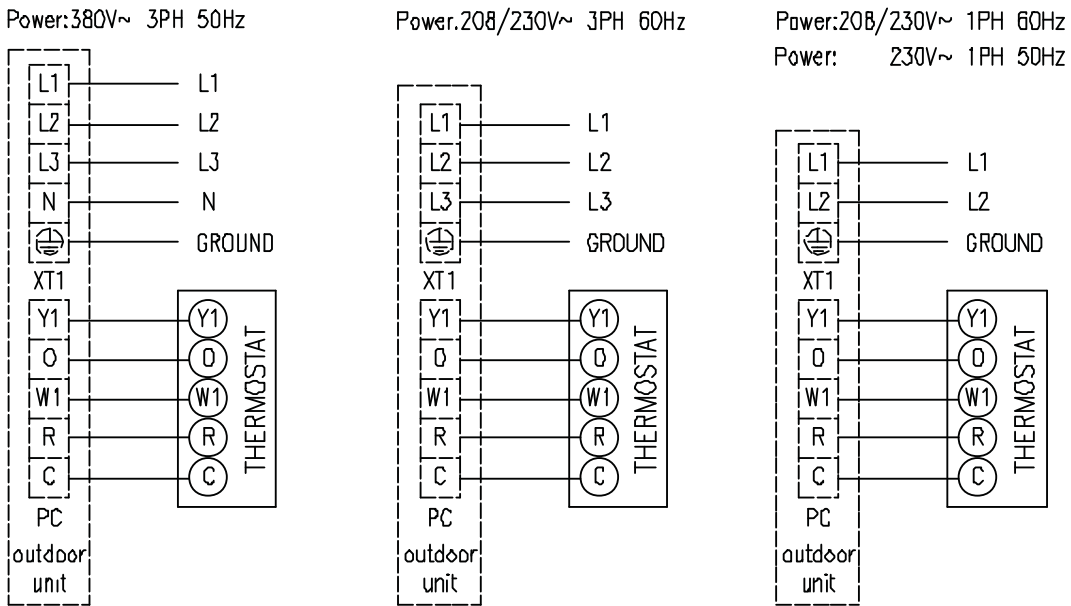 Power:380V~ 3PH 50Hz
L1 L1
L2 L2
L3 L3
N N
GROUND
XT1
Y1 Y1
O O
W1 W1
R R
C C
THERMOSTAT
PC
outdoor
unit
Power.208/230V~ 3PH 60Hz
L1 L1
L2 L2
L3 L3
GROUND
XT1
Y1 Y1
O O
W1 W1
R R
C C
THERMOSTAT
PC
outdoor
unit
Power:208/230V~ 1PH 60Hz
Power: 230V~ 1PH 50Hz
L1 L1
L2 L2
GROUND
XT1
Y1 Y1
O O
W1 W1
R R
C C
THERMOSTAT
PC
outdoor
unit